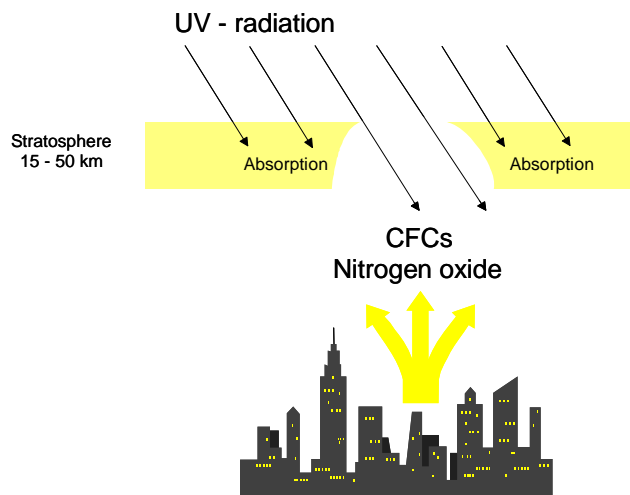 UV - radiation
Stratosphere
15 - 50 km
Absorption
Absorption
CFCs
Nitrogen oxide